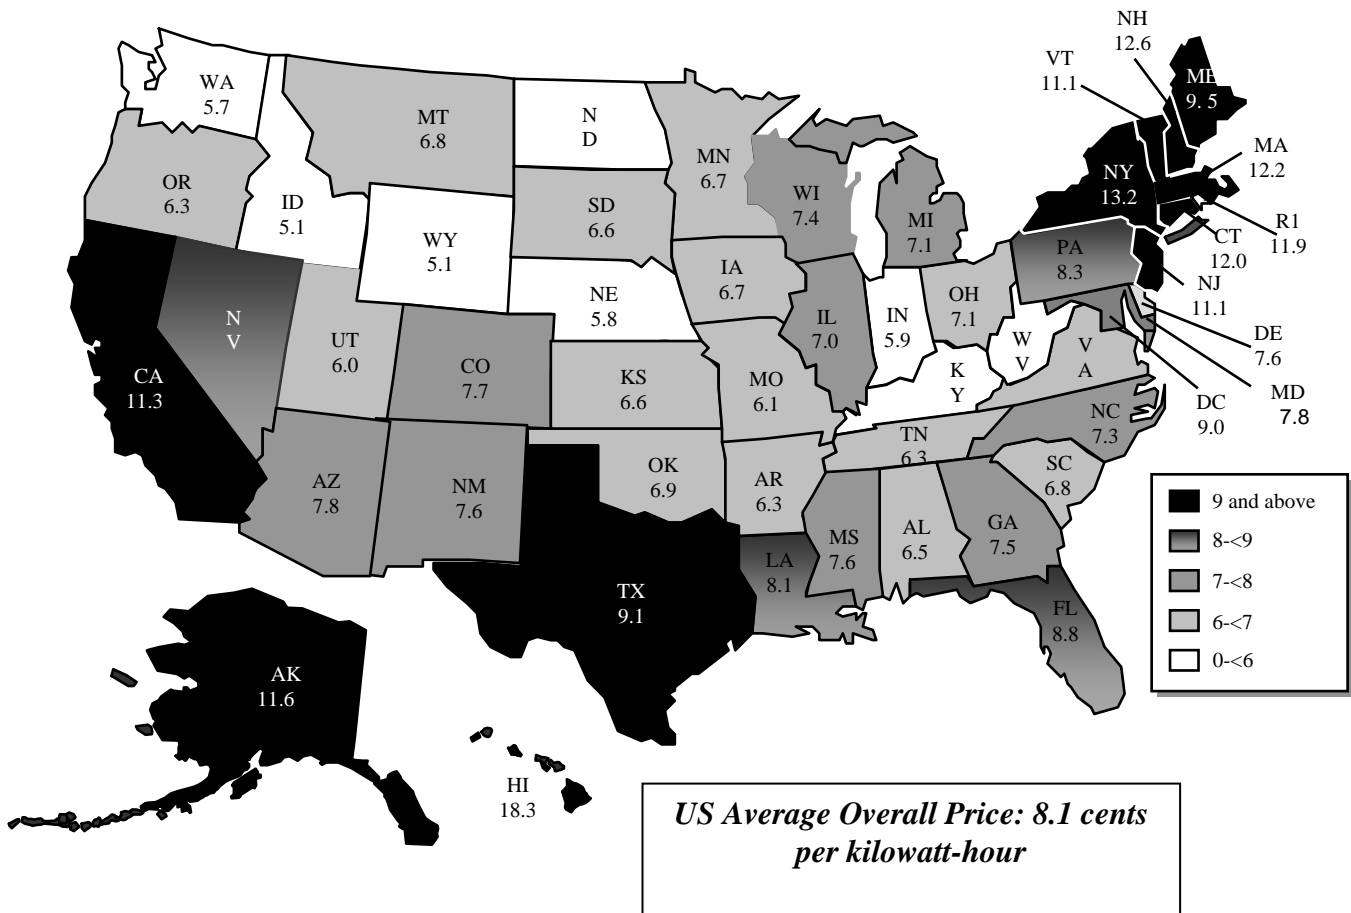 NH
12.6
VT
11.1
ME
9. 5
WA
5.7
MT
6.8
N
D
MN
6.7
MA
12.2
OR
6.3
ID
5.1
SD
6.6
WI
7.4
MI
7.1
NY
13.2
R1
11.9
WY
5.1
CT
12.0
PA
8.3
IA
6.7
NJ
11.1
NE
5.8
OH
7.1
N
V
IL
7.0
IN
5.9
UT
6.0
W
V
V
A
DE
7.6
CO
7.7
CA
11.3
KS
6.6
MO
6.1
K
Y
MD
7.8
DC
9.0
NC
7.3
TN
6.3
OK
6.9
AR
6.3
SC
6.8
AZ
7.8
NM
7.6
MS
7.6
AL
6.5
GA
7.5
LA
8.1
TX
9.1
FL
8.8
9 and above
8-<9
7-<8
6-<7
0-<6
AK
11.6
HI
18.3
US Average Overall Price: 8.1 cents
per kilowatt-hour